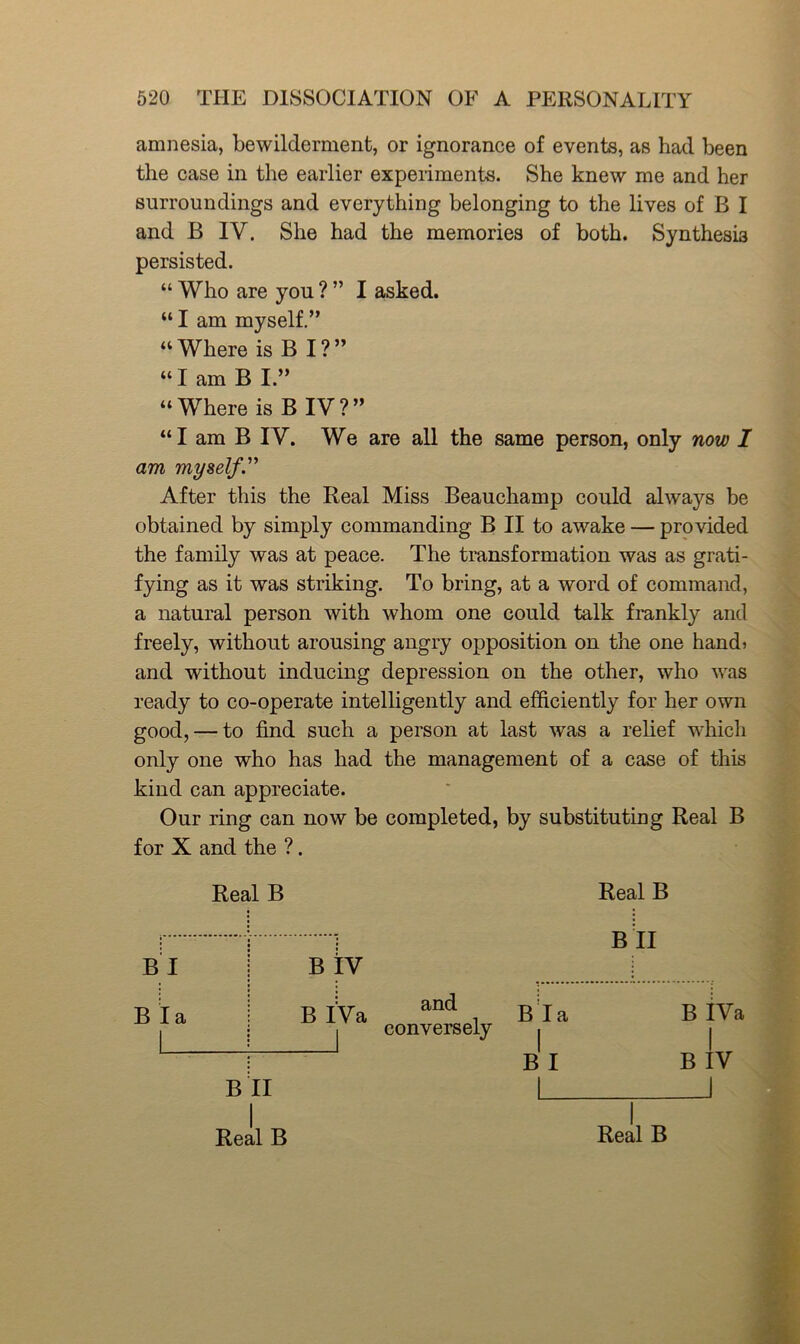 520 THE DISSOCIATION OF A PERSONALITY
amnesia, bewilderment, or ignorance of events, as had been
the case in the earlier experiments. She knew me and her
surroundings and everything belonging to the lives of B I
and B IV. She had the memories of both. Synthesis
persisted.
“Who are you?” I asked.
“I am myself.”
“Where is B I?”
“I am B I.”
“Where is B IV?”
“I am B IV. We are all the same person, only now I
am myself.”
After this the Real Miss Beauchamp could always be
obtained by simply commanding B II to awake — provided
the family was at peace. The transformation was as grati-
fying as it was striking. To bring, at a word of command,
a natural person with whom one could talk frankly and
freely, without arousing angry opposition on the one hand,
and without inducing depression on the other, who was
ready to co-operate intelligently and efficiently for her own
good, — to find such a person at last was a relief which
only one who has had the management of a case of this
kind can appreciate.
Our ring can now be completed, by substituting Real B
for X and the ?.
Real B
B I B IV
B I a B IVa
B II
Real B
and
conversely
Real B
B II
B I a B IVa
B I B IV
Real B